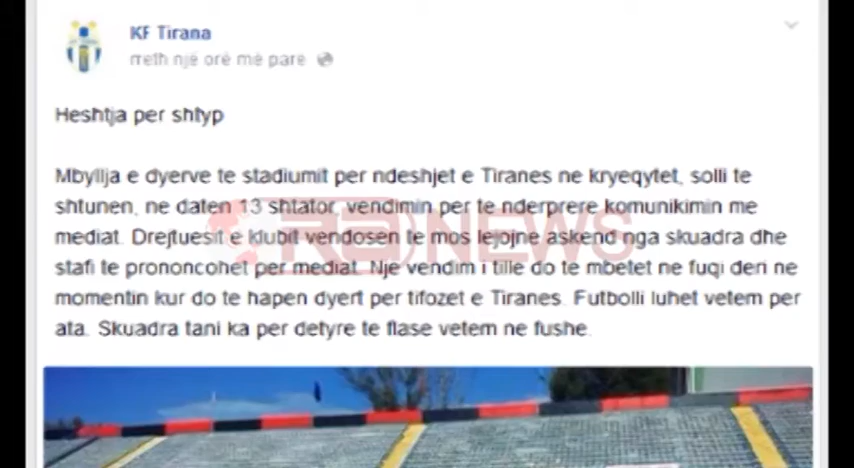 KF Tirana
rreth një orë më parë
Heshtja per shtyp
Mbyllja e dyerve te stadiumit per ndeshjet e Tiranes ne kryeqytet, solli te
shtunen, ne daten 13 shtator, vendimin per te nderprere komunikimin me
mediat. Drejtuesit e klubit vendosen te mos lejojne askend nga skuadra dhe
stafi te prononcohet per mediat. Nje vendim i tille do te mbetet ne fuqi deri ne
momentin kur do te hapen dyert per tifozet e Tiranes. Futbolli luhet vetem per
ata. Skuadra tani ka per detyre te flase vetem ne fushe.
RaNEWS